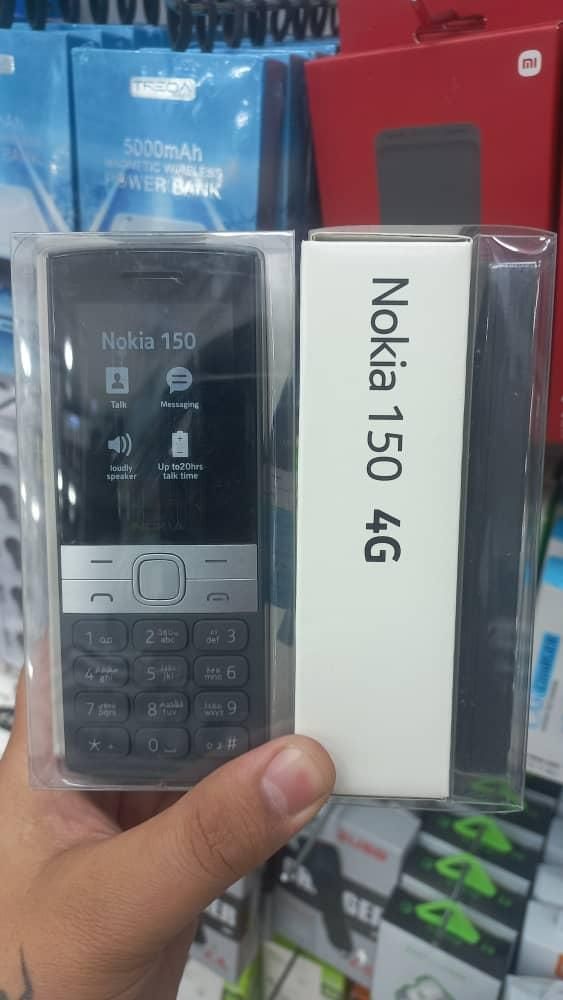 TREQA
5000mAh
MAGNETIC WIRELESS
POWER BANK
mi
Nokia 150
Talk
Messaging
loudly
speaker
Up to20hrs
talk time
NOKIA
Nokia 150 4G
1
2 abc
def 3
4 ghi
5 jkl
mno 6
7 pqrs
8 tuv
wxyz 9
* +
0
#